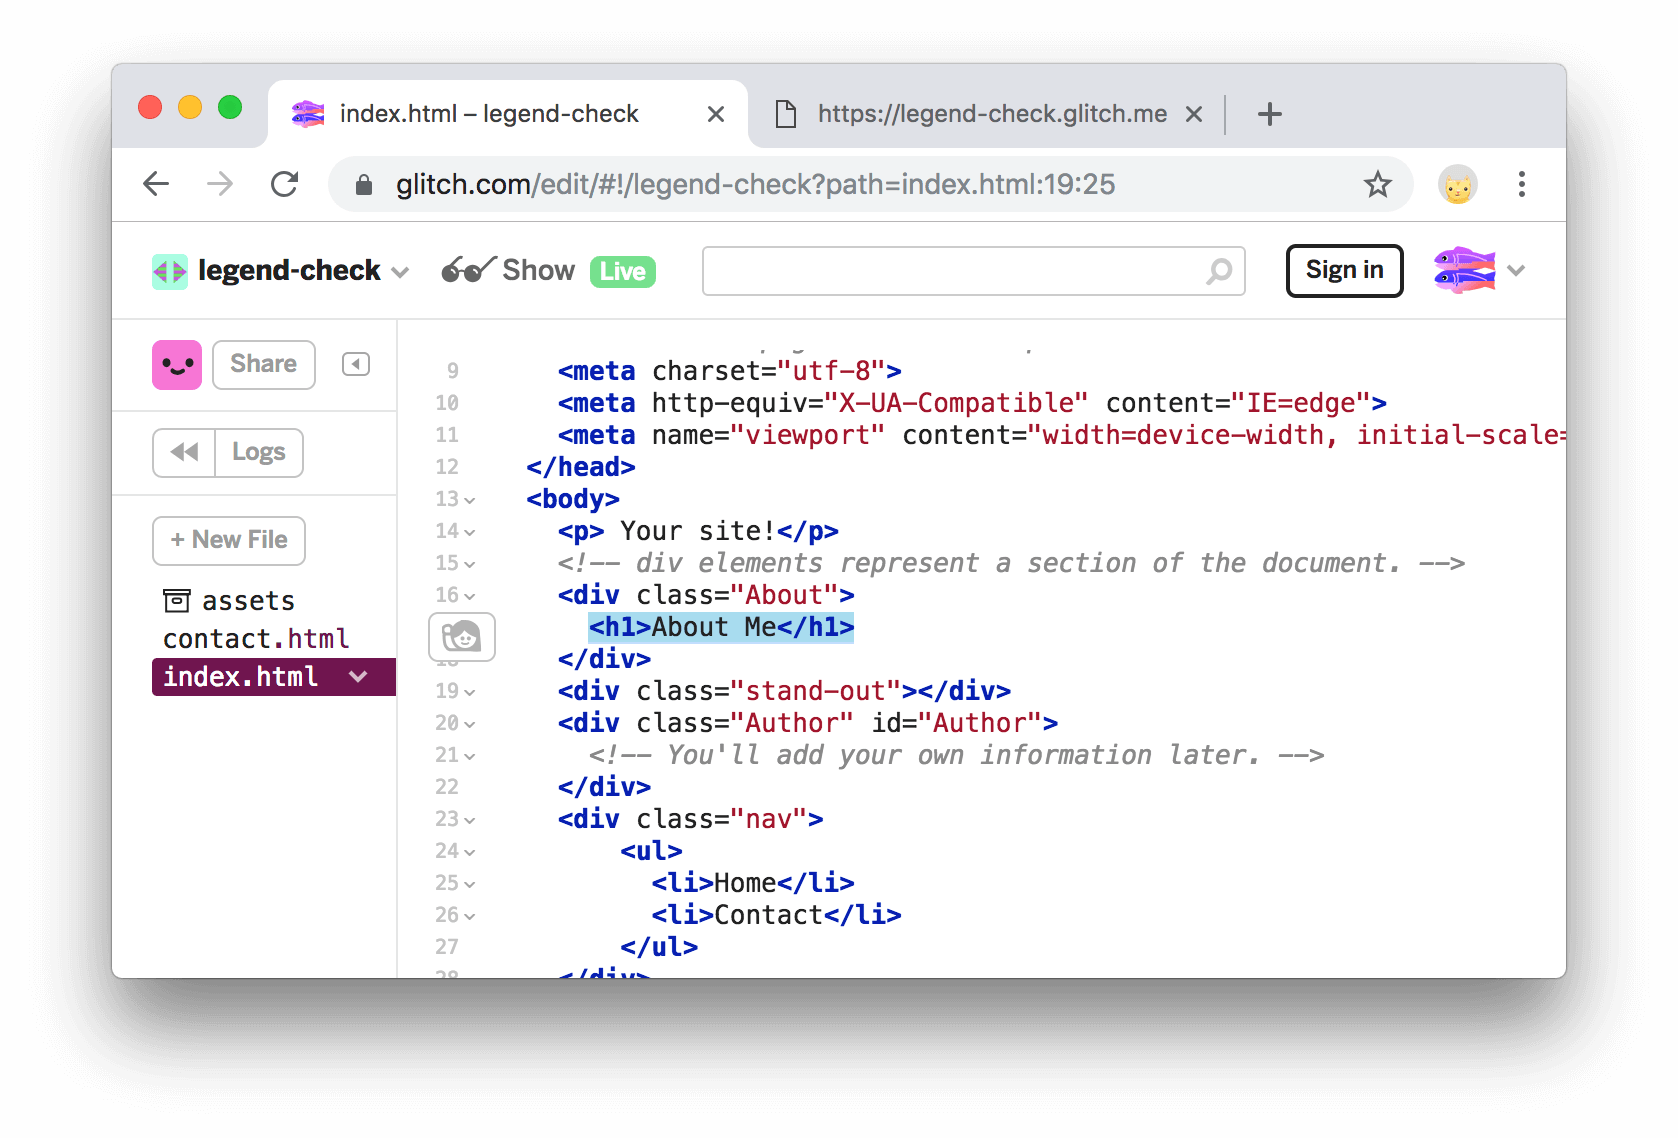 index.html – legend-check
https://legend-check.glitch.me
glitch.com/edit/#!/legend-check?path=index.html:19:25
legend-check
Show
Live
Sign in
Share
Logs
+ New File
assets
contact.html
index.html
9 <meta charset="utf-8">
10 <meta http-equiv="X-UA-Compatible" content="IE=edge">
11 <meta name="viewport" content="width=device-width, initial-scale=
12 </head>
13 <body>
14 <p> Your site!</p>
15 <!-- div elements represent a section of the document. -->
16 <div class="About">
<h1>About Me</h1>
18 </div>
19 <div class="stand-out"></div>
20 <div class="Author" id="Author">
21 <!-- You'll add your own information later. -->
22 </div>
23 <div class="nav">
24 <ul>
25 <li>Home</li>
26 <li>Contact</li>
27 </ul>
28 </div>